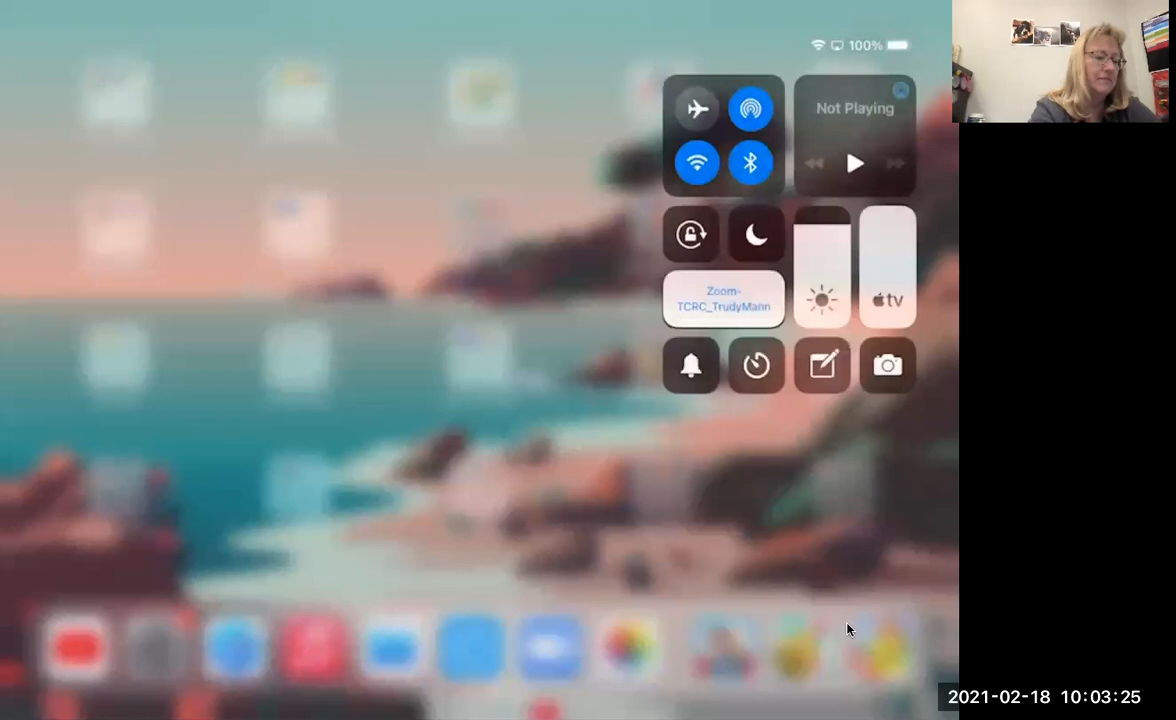 100%
Not Playing
Zoom-
TCRC_TrudyMann
tv
2021-02-18 10:03:25